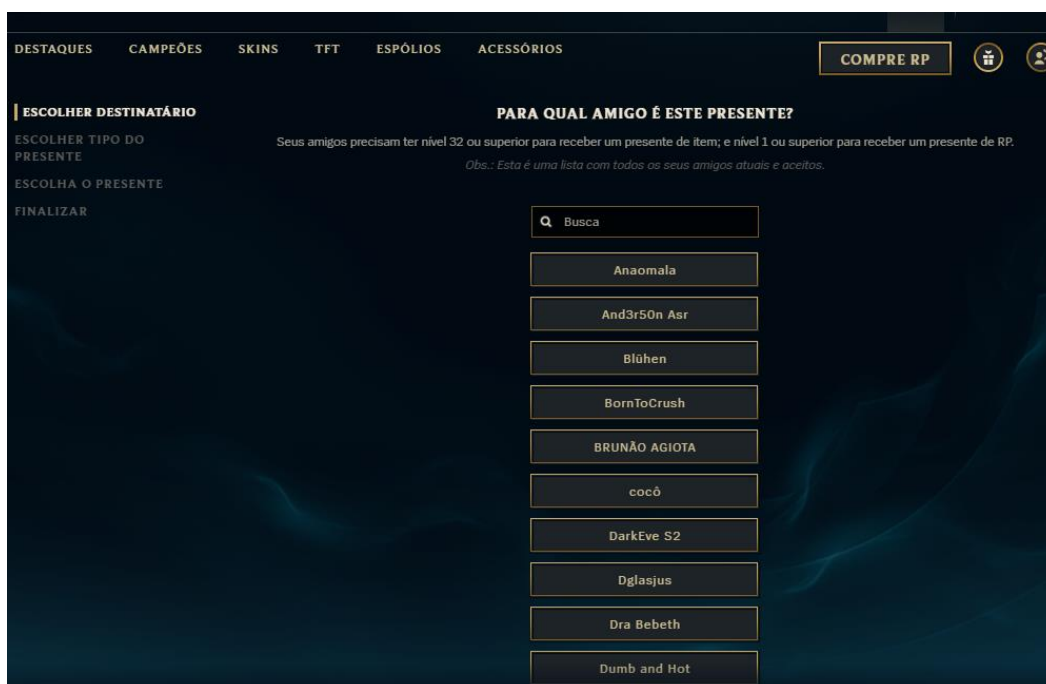 DESTAQUES CAMPEÕES SKINS TFT ESPÓLIOS ACESSÓRIOS COMPRE RP
ESCOLHER DESTINATÁRIO
ESCOLHER TIPO DO
PRESENTE
ESCOLHA O PRESENTE
FINALIZAR
PARA QUAL AMIGO É ESTE PRESENTE?
Seus amigos precisam ter nível 32 ou superior para receber um presente de item; e nível 1 ou superior para receber um presente de RP.
Obs.: Esta é uma lista com todos os seus amigos atuais e aceitos.
Busca
Anaomala
And3r50n Asr
Blühen
BornToCrush
BRUNÃO AGIOTA
cocô
DarkEve S2
Dglasjus
Dra Bebeth
Dumb and Hot